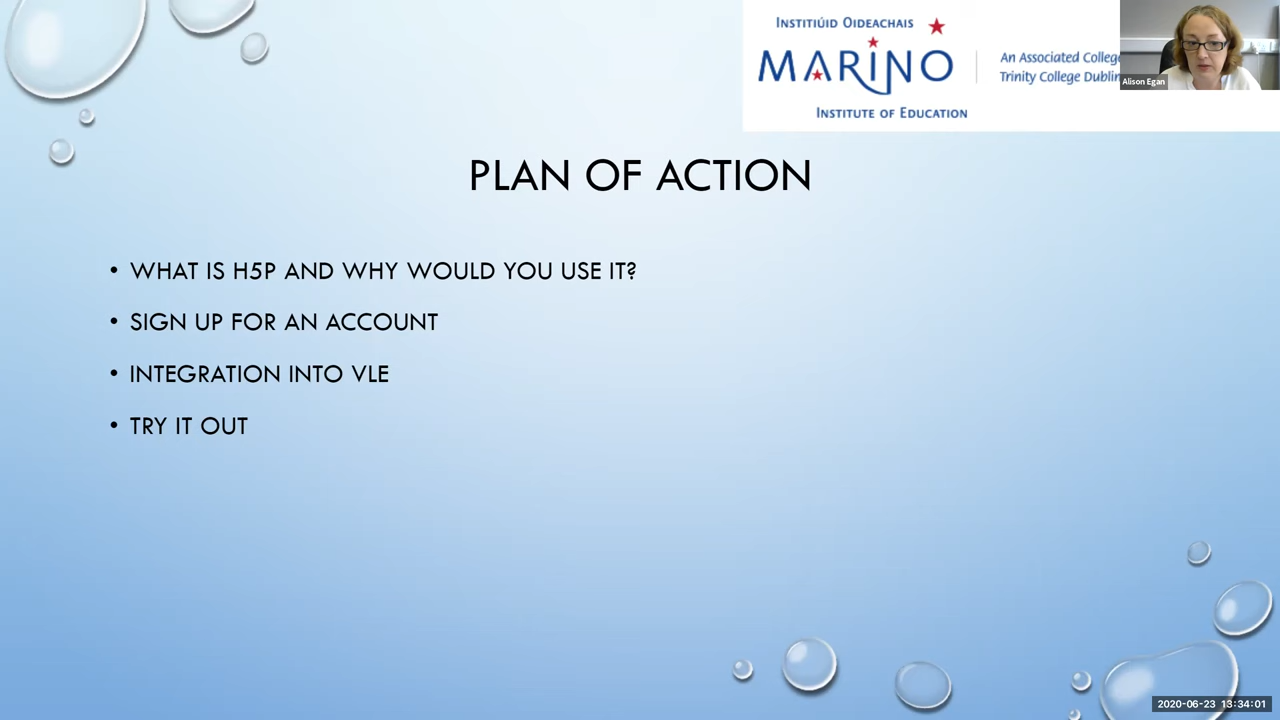 INSTITIÚID OIDEACHAIS
MARINO
INSTITUTE OF EDUCATION
An Associated College
Trinity College Dublin
Alison Egan
PLAN OF ACTION
• WHAT IS H5P AND WHY WOULD YOU USE IT?
• SIGN UP FOR AN ACCOUNT
• INTEGRATION INTO VLE
• TRY IT OUT
2020-06-23 13:34:01